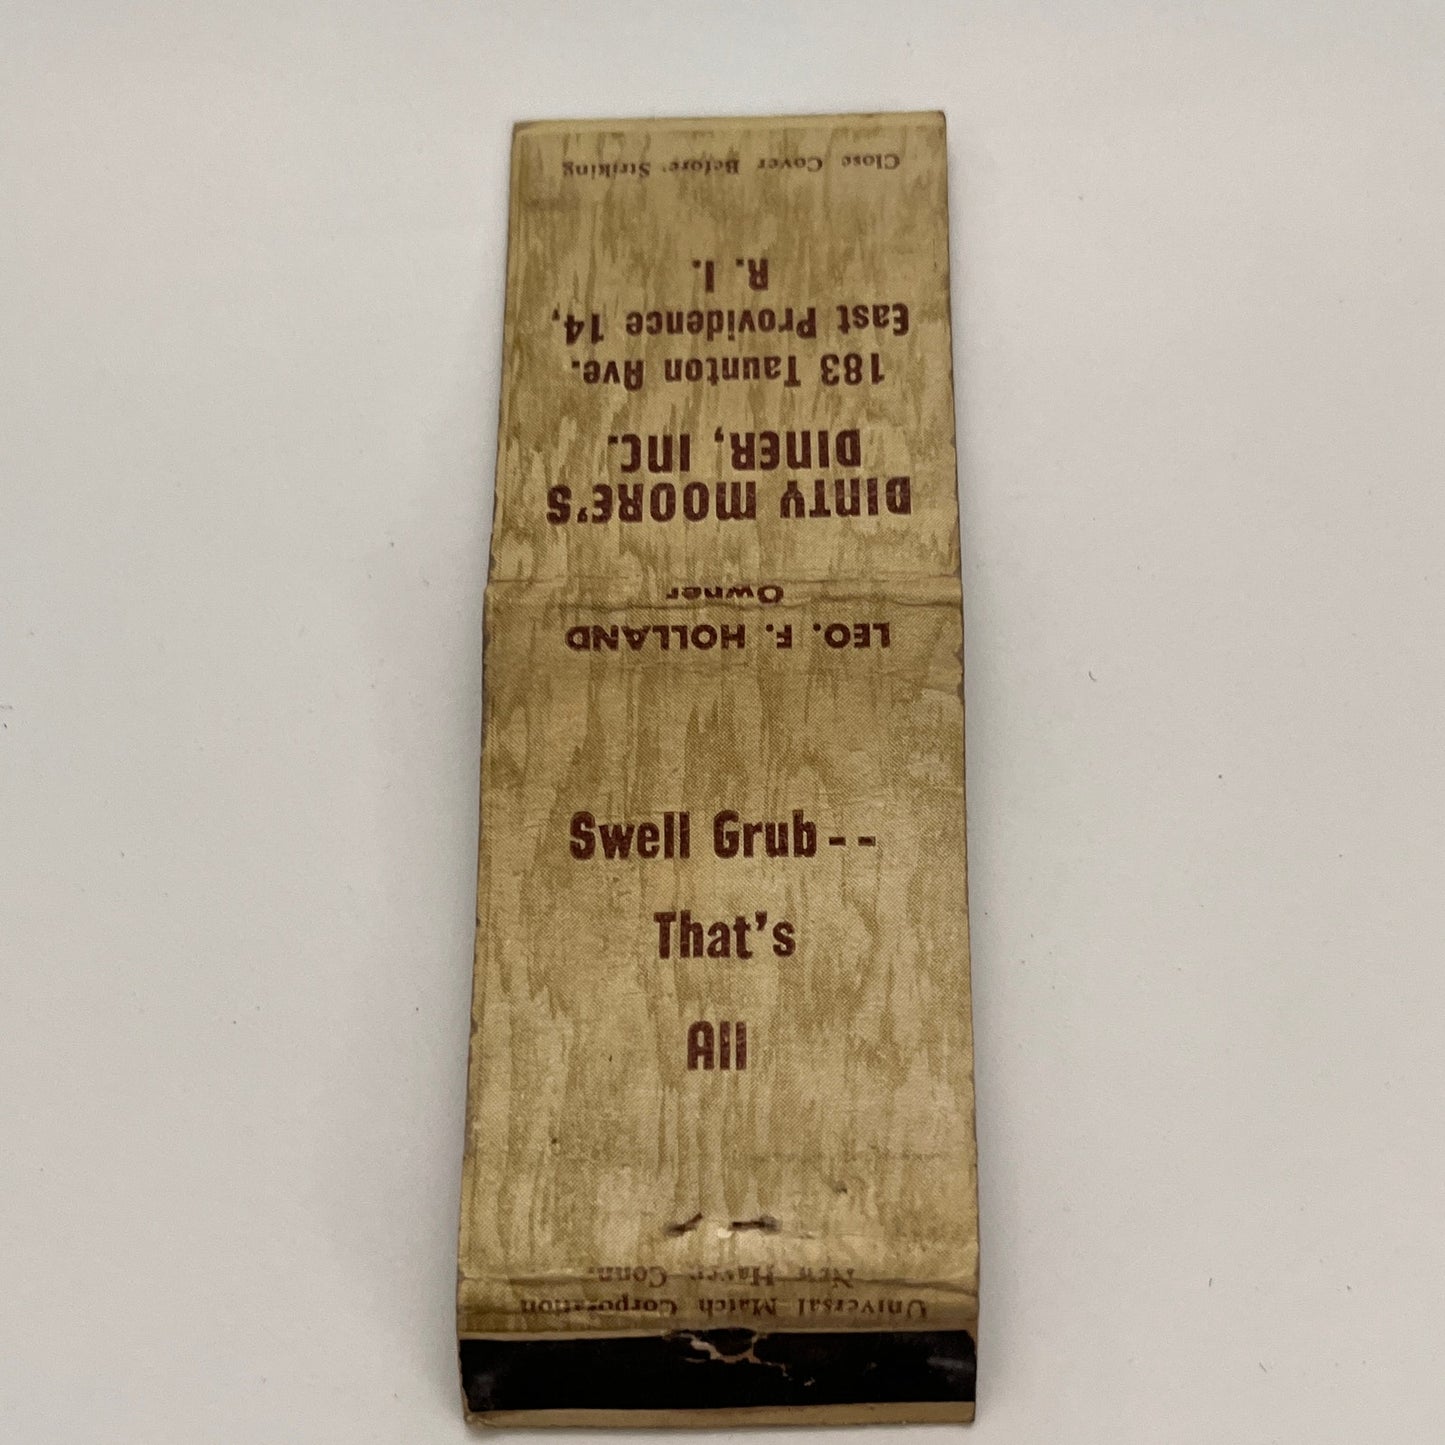 Close Cover Before Striking
DINTY MOORE'S
DINER, INC.
183 Taunton Ave.
East Providence 14,
R. I.
LEO. F. HOLLAND
Owner
Swell Grub--
That's
All
Universal Match Corporation
New Haven, Conn.